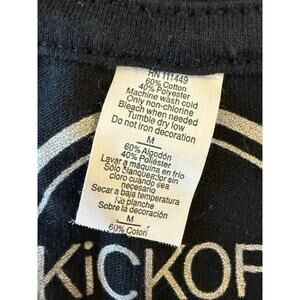 RN 111449
60% Cotton
40% Polyester
Machine wash cold
Only non-chlorine
Bleach when needed
Tumble dry low
Do not iron decoration
M
60% Algodón
40% Poliéster
Lavar a máquina en frío
Sólo blanquear sin
cloro cuando sea
necesario
Secar a baja temperatura
No planche
Sobre la decoración
M
60% Coton
KiCKOF